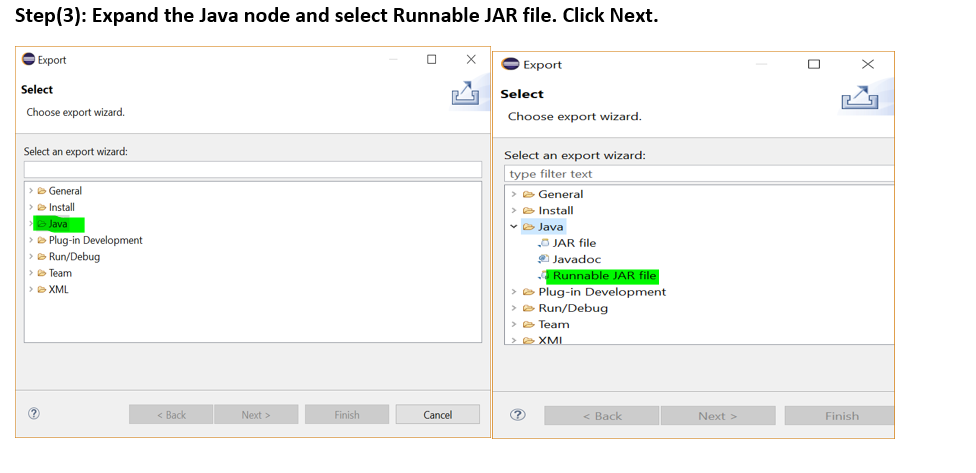 Step(3): Expand the Java node and select Runnable JAR file. Click Next.
Export
Select
Choose export wizard.
Select an export wizard:
General
Install
Java
Plug-in Development
Run/Debug
Team
XML
?
< Back
Next >
Finish
Cancel
Export
Select
Choose export wizard.
Select an export wizard:
type filter text
General
Install
Java
JAR file
Javadoc
Runnable JAR file
Plug-in Development
Run/Debug
Team
XML
?
< Back
Next >
Finish